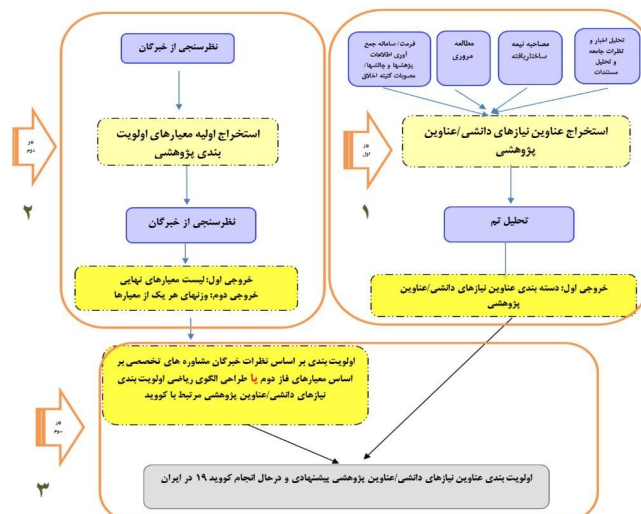 تحلیل اخبار و
نظرات جامعه
و تحلیل
مستندات
مصاحبه نیمه
ساختاریافته
مطالعه
مروری
فرمت/ سامانه جمع
آوری اطلاعات
پژوهشها و چالشها/
مصوبات کمیته اخلاق
استخراج عناوین نیازهای دانشی/عناوین
پژوهشی
فاز
اول
۱
تحلیل تم
خروجی اول: دسته بندی عناوین نیازهای دانشی/عناوین
پژوهشی
نظرسنجی از خبرگان
استخراج اولیه معیارهای اولویت
بندی پژوهشی
فاز
دوم
۲
نظرسنجی از خبرگان
خروجی اول: لیست معیارهای نهایی
خروجی دوم: وزنهای هر یک از معیارها
اولویت بندی بر اساس نظرات خبرگان مشاوره های تخصصی بر
اساس معیارهای فاز دوم یا طراحی الگوی ریاضی اولویت بندی
نیازهای دانشی/عناوین پژوهشی مرتبط با کووید
فاز
سوم
۳
اولویت بندی عناوین نیازهای دانشی/عناوین پژوهشی پیشنهادی و درحال انجام کووید ۱۹ در ایران